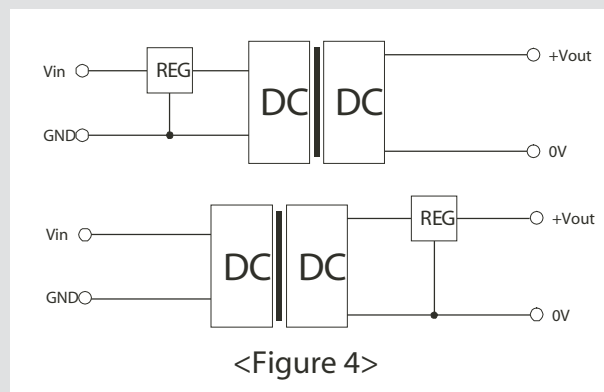 Vin REG DC DC +Vout
GND 0V
Vin DC DC REG +Vout
GND 0V
<Figure 4>